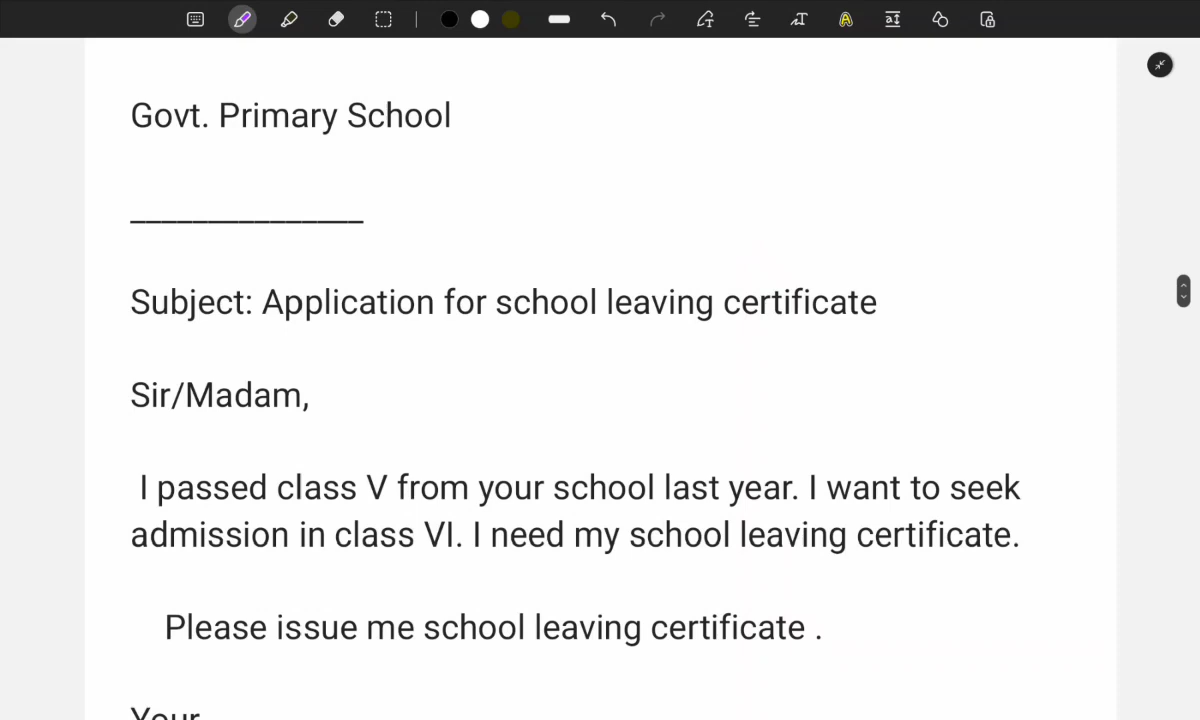 Govt. Primary School
_______________
Subject: Application for school leaving certificate
Sir/Madam,
I passed class V from your school last year. I want to seek
admission in class VI. I need my school leaving certificate.
Please issue me school leaving certificate .
Your